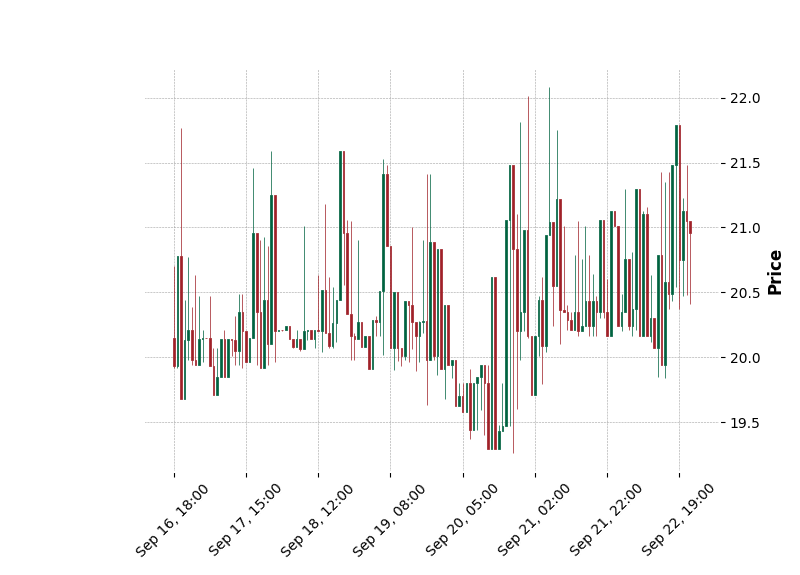 22.0
21.5
21.0
20.5
20.0
19.5
Price
Sep 16, 18:00
Sep 17, 15:00
Sep 18, 12:00
Sep 19, 08:00
Sep 20, 05:00
Sep 21, 02:00
Sep 21, 22:00
Sep 22, 19:00